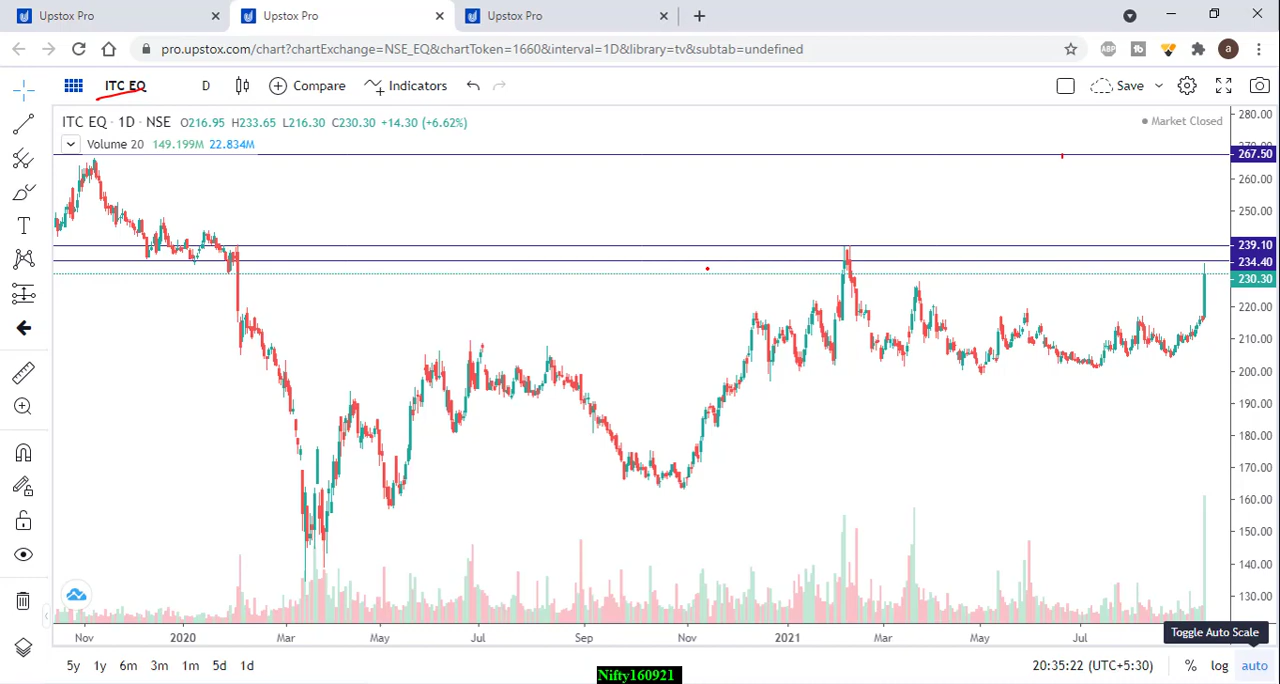 Upstox Pro
Upstox Pro
Upstox Pro
pro.upstox.com/chart?chartExchange=NSE_EQ&chartToken=1660&interval=1D&library=tv&subtab=undefined
ABP
a
ITC EQ
D
Compare
Indicators
Save
ITC EQ · 1D · NSE O216.95 H233.65 L216.30 C230.30 +14.30 (+6.62%)
Market Closed
Volume 20 149.199M 22.834M
280.00
267.50
260.00
250.00
239.10
234.40
230.30
220.00
210.00
200.00
190.00
180.00
170.00
160.00
150.00
140.00
130.00
Nov 2020 Mar May Jul Sep Nov 2021 Mar May Jul
Toggle Auto Scale
5y 1y 6m 3m 1m 5d 1d
20:35:22 (UTC+5:30) % log auto
Nifty160921